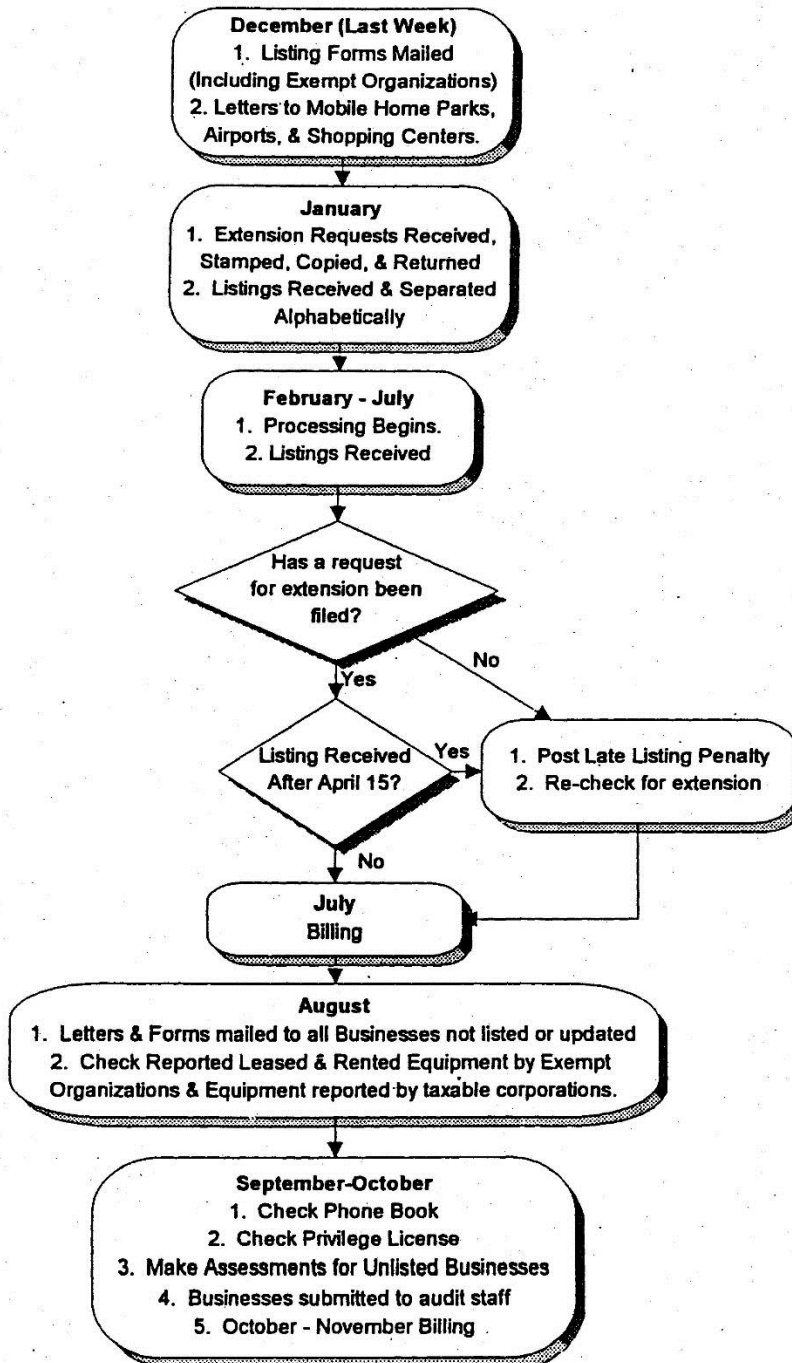 December (Last Week)
1. Listing Forms Mailed
(Including Exempt Organizations)
2. Letters to Mobile Home Parks,
Airports, & Shopping Centers.
January
1. Extension Requests Received,
Stamped, Copied, & Returned
2. Listings Received & Separated
Alphabetically
February - July
1. Processing Begins.
2. Listings Received
Has a request
for extension been
filed?
No
Yes
Listing Received
After April 15?
Yes
1. Post Late Listing Penalty
2. Re-check for extension
No
July
Billing
August
1. Letters & Forms mailed to all Businesses not listed or updated
2. Check Reported Leased & Rented Equipment by Exempt
Organizations & Equipment reported by taxable corporations.
September-October
1. Check Phone Book
2. Check Privilege License
3. Make Assessments for Unlisted Businesses
4. Businesses submitted to audit staff
5. October - November Billing